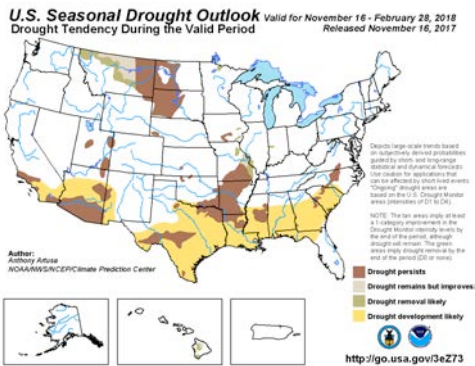 U.S. Seasonal Drought Outlook
Drought Tendency During the Valid Period
Valid for November 16 - February 28, 2018
Released November 16, 2017
Depicts large-scale trends based
on subjectively derived probabilities
guided by short- and long-range
statistical and dynamical forecasts.
Use caution for applications that
can be affected by short lived events.
"Ongoing" drought areas are
based on the U.S. Drought Monitor
areas (intensities of D1 to D4).
NOTE: The tan areas imply at least
a 1-category improvement in the
Drought Monitor intensity levels by
the end of the period, although
drought will remain. The green
areas imply drought removal by the
end of the period (D0 or none).
Author:
Anthony Artusa
NOAA/NWS/NCEP/Climate Prediction Center
Drought persists
Drought remains but improves
Drought removal likely
Drought development likely
http://go.usa.gov/3eZ73